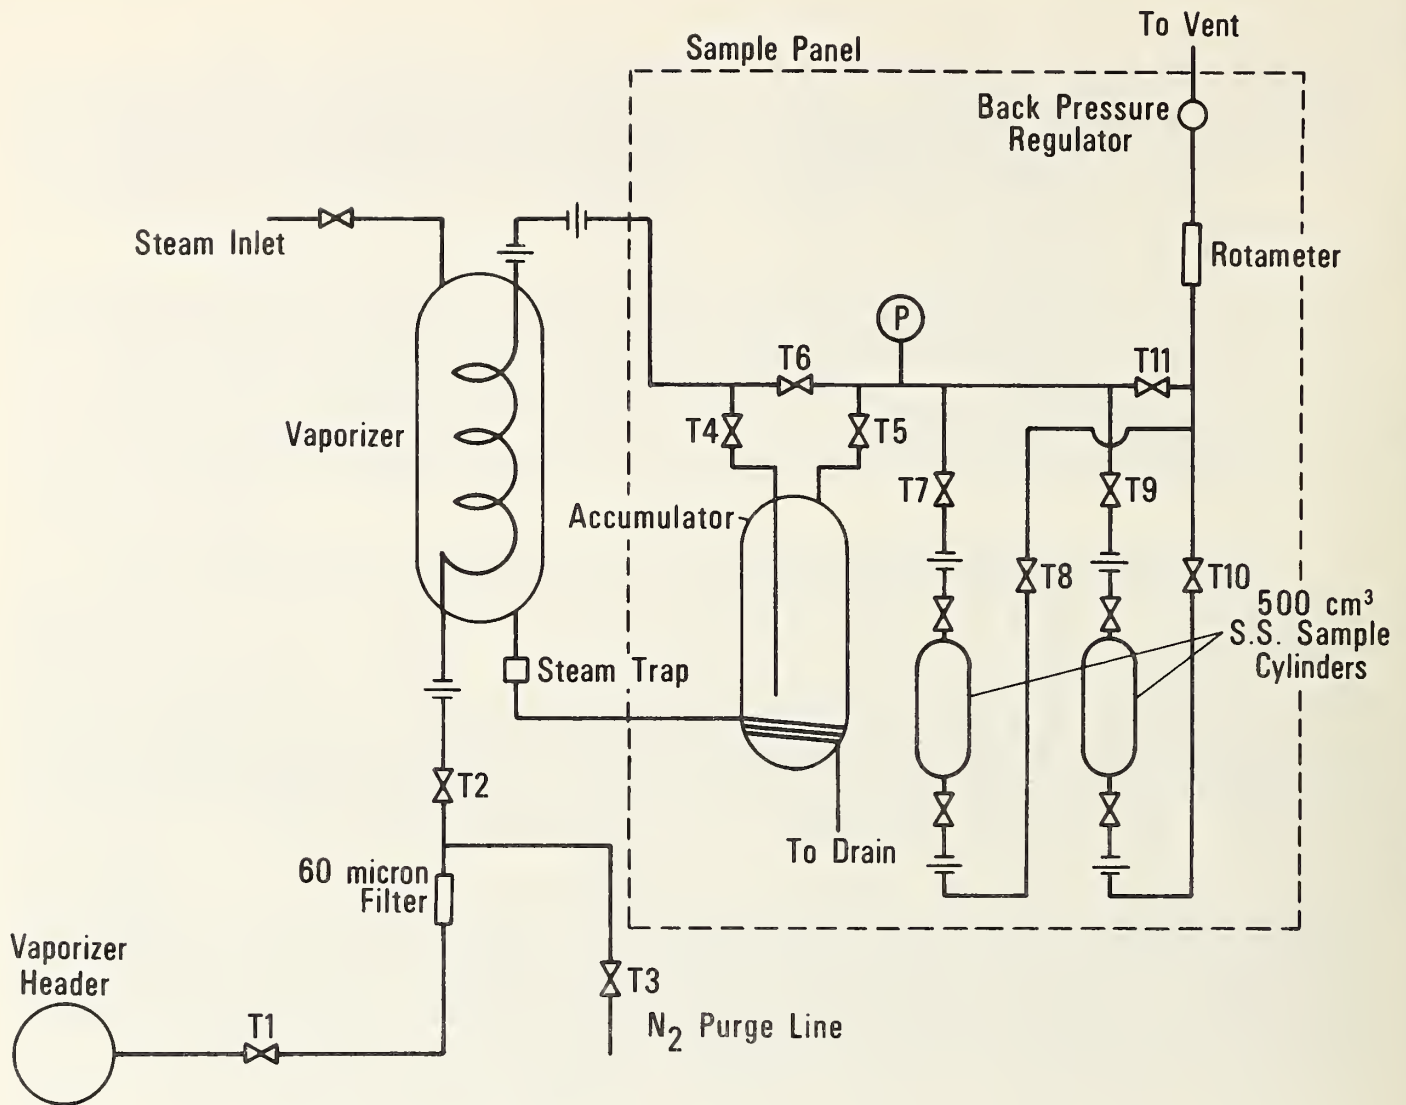 To Vent
Sample Panel
Back Pressure
Regulator
Steam Inlet
Rotameter
P
T6
T11
Vaporizer
T4
T5
T7
T9
Accumulator
T8
T10
500 cm³
S.S. Sample
Cylinders
Steam Trap
T2
To Drain
60 micron
Filter
Vaporizer
Header
T3
T1
N₂ Purge Line